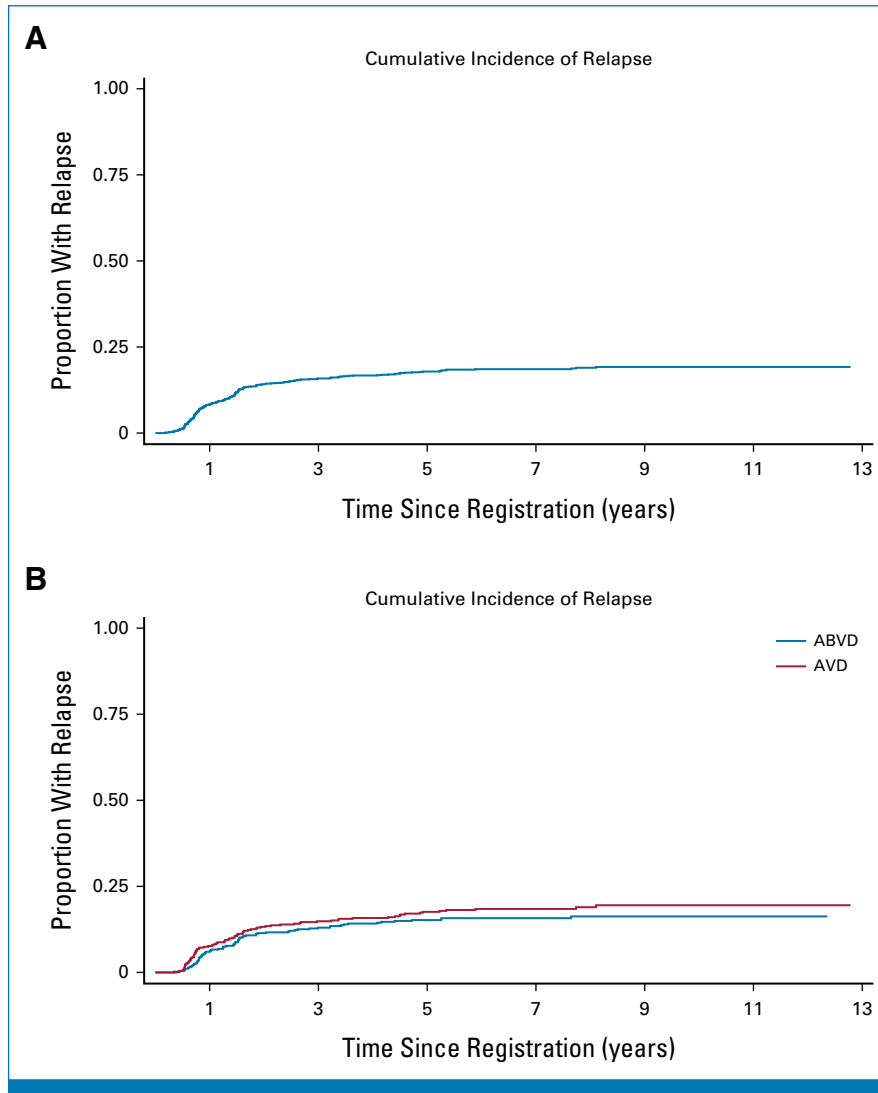 A
Cumulative Incidence of Relapse
Proportion With Relapse
1.00
0.75
0.50
0.25
0
1 3 5 7 9 11 13
Time Since Registration (years)
B
Cumulative Incidence of Relapse
ABVD
AVD
Proportion With Relapse
1.00
0.75
0.50
0.25
0
1 3 5 7 9 11 13
Time Since Registration (years)